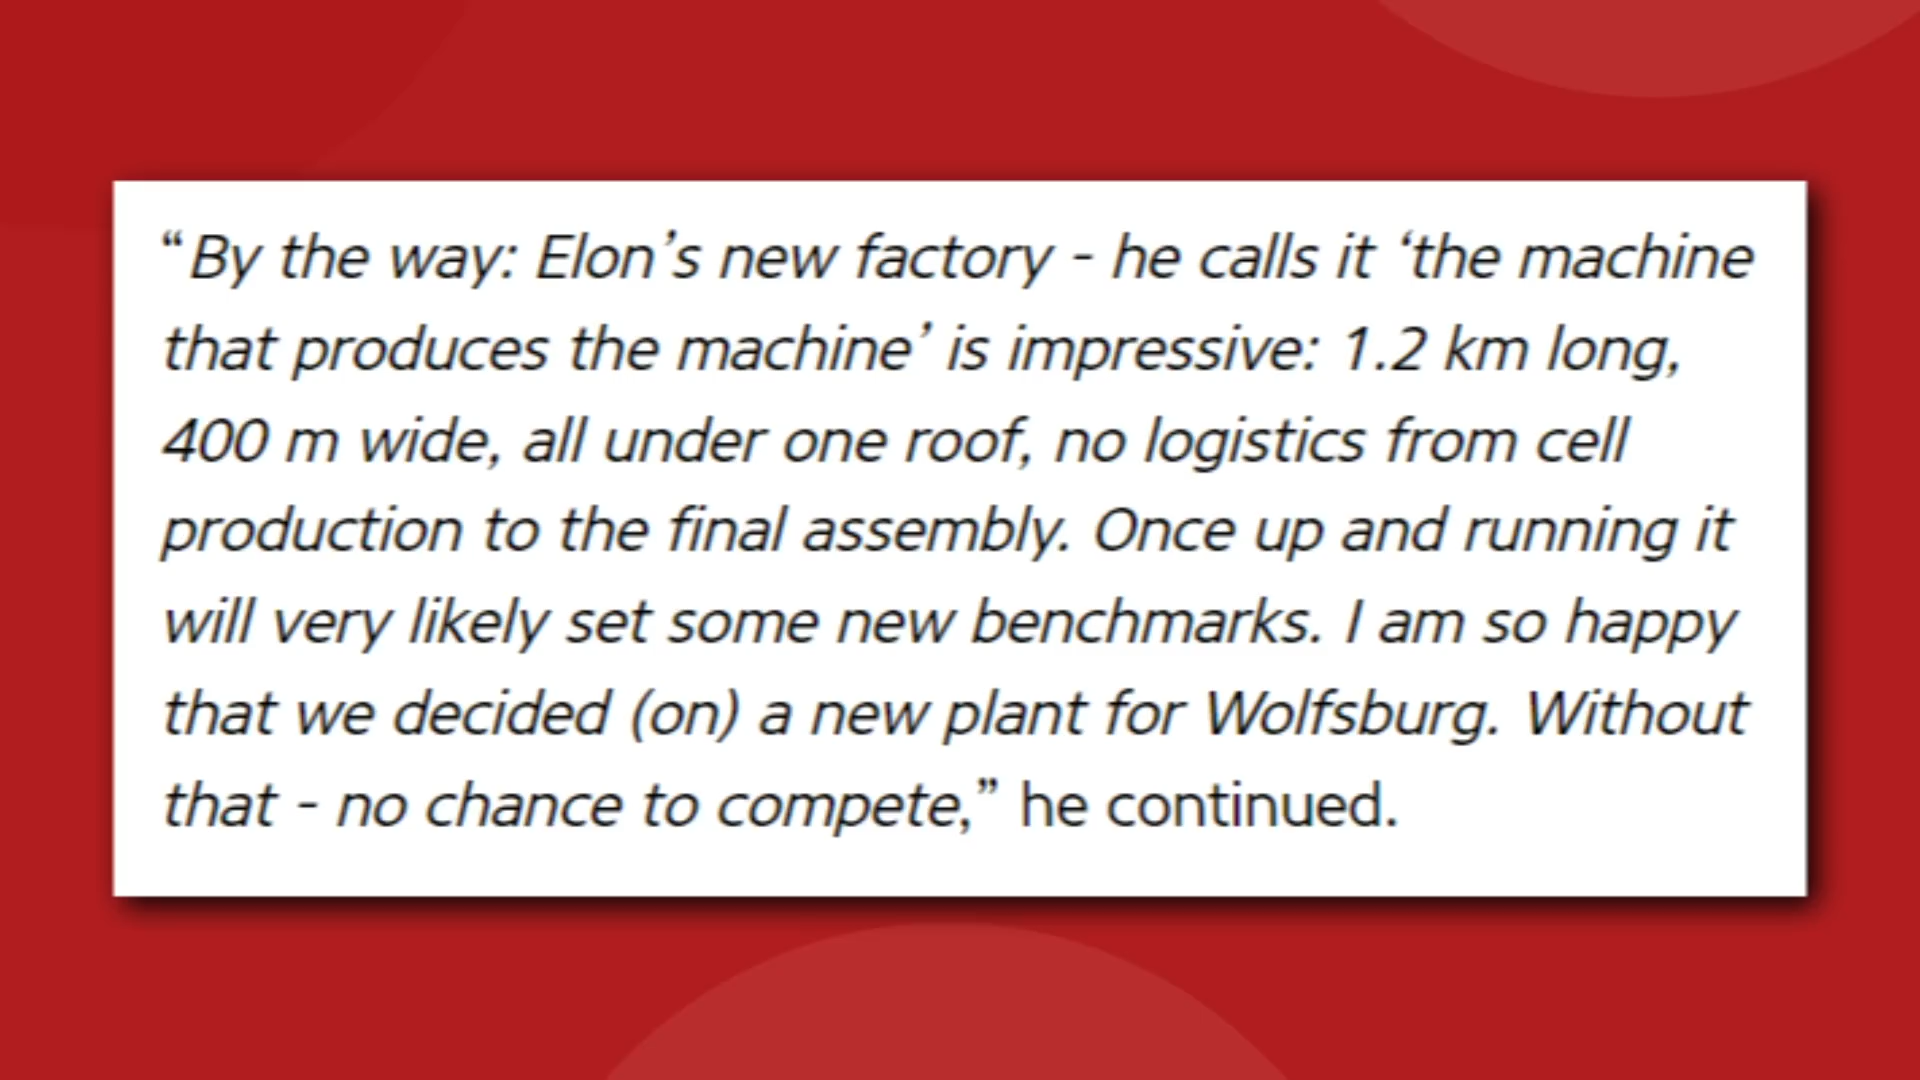 “By the way: Elon’s new factory - he calls it ‘the machine
that produces the machine’ is impressive: 1.2 km long,
400 m wide, all under one roof, no logistics from cell
production to the final assembly. Once up and running it
will very likely set some new benchmarks. I am so happy
that we decided (on) a new plant for Wolfsburg. Without
that - no chance to compete,” he continued.